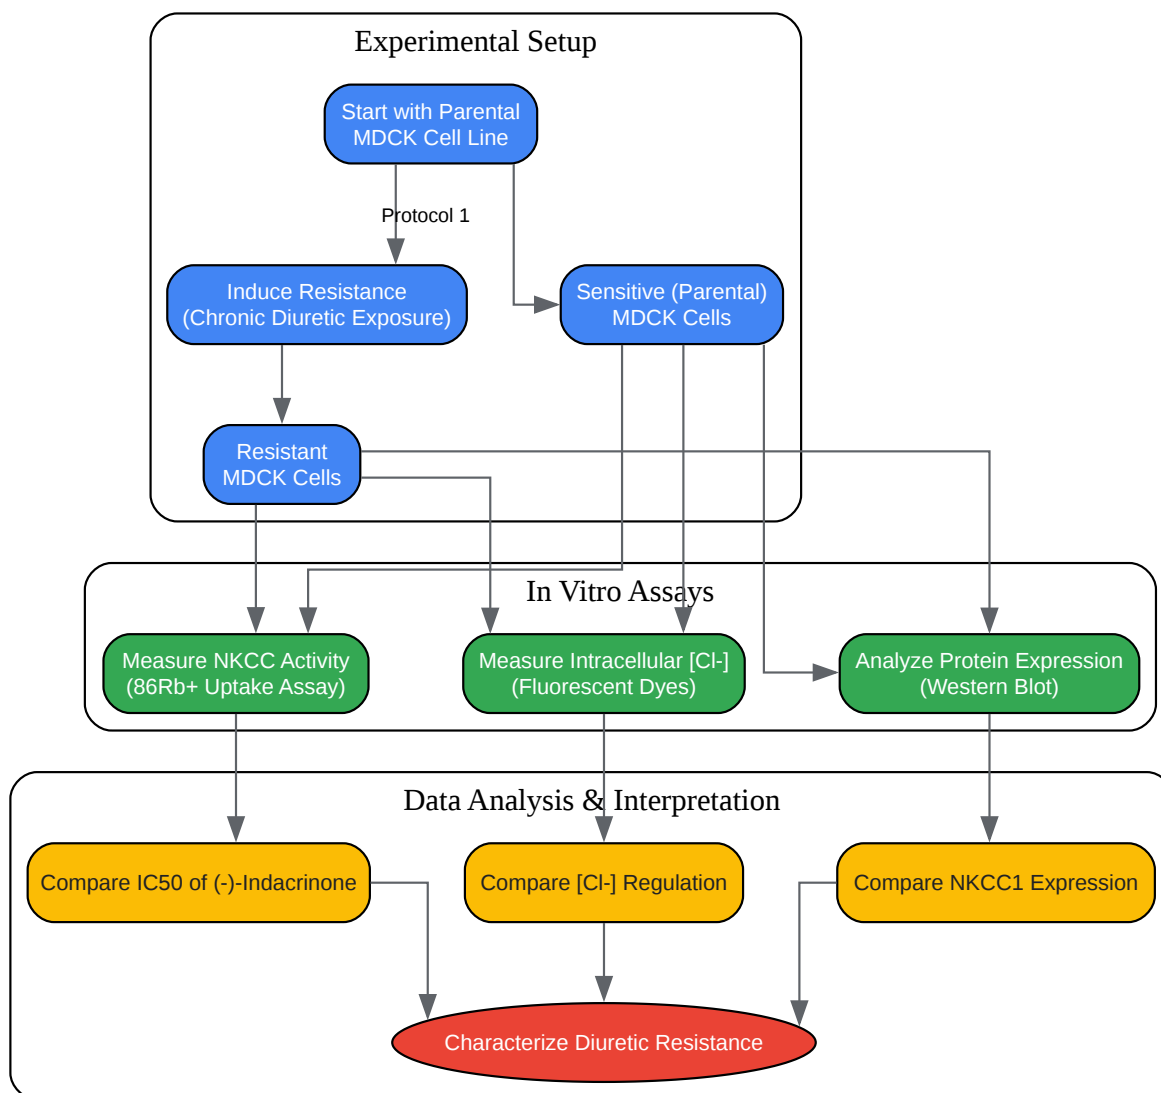 Experimental Setup
Start with Parental
MDCK Cell Line
Protocol 1
Induce Resistance
(Chronic Diuretic Exposure)
Sensitive (Parental)
MDCK Cells
Resistant
MDCK Cells
In Vitro Assays
Measure NKCC Activity
(86Rb+ Uptake Assay)
Measure Intracellular [Cl-]
(Fluorescent Dyes)
Analyze Protein Expression
(Western Blot)
Data Analysis & Interpretation
Compare IC50 of (-)-Indacrinone
Compare [Cl-] Regulation
Compare NKCC1 Expression
Characterize Diuretic Resistance